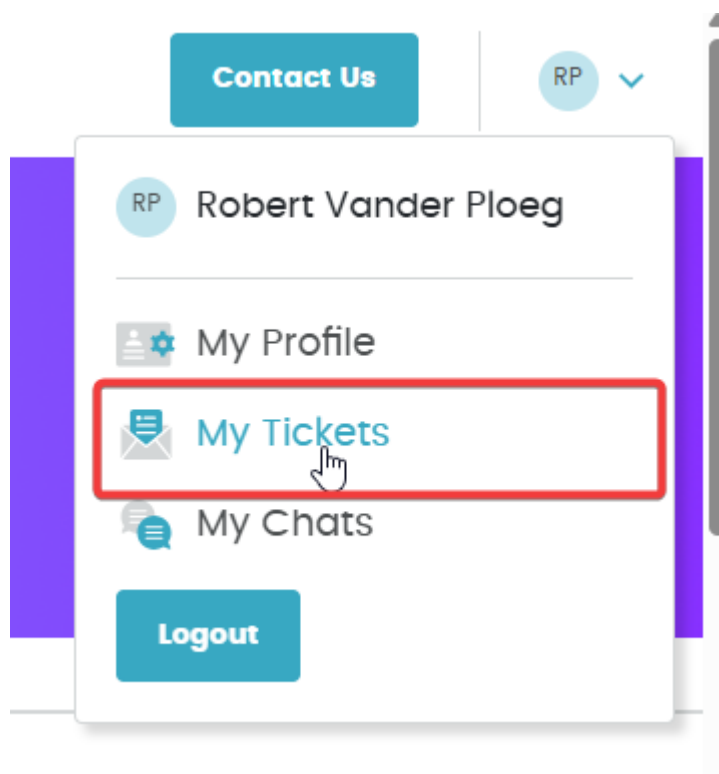 Contact Us
RP
RP
Robert Vander Ploeg
My Profile
My Tickets
My Chats
Logout